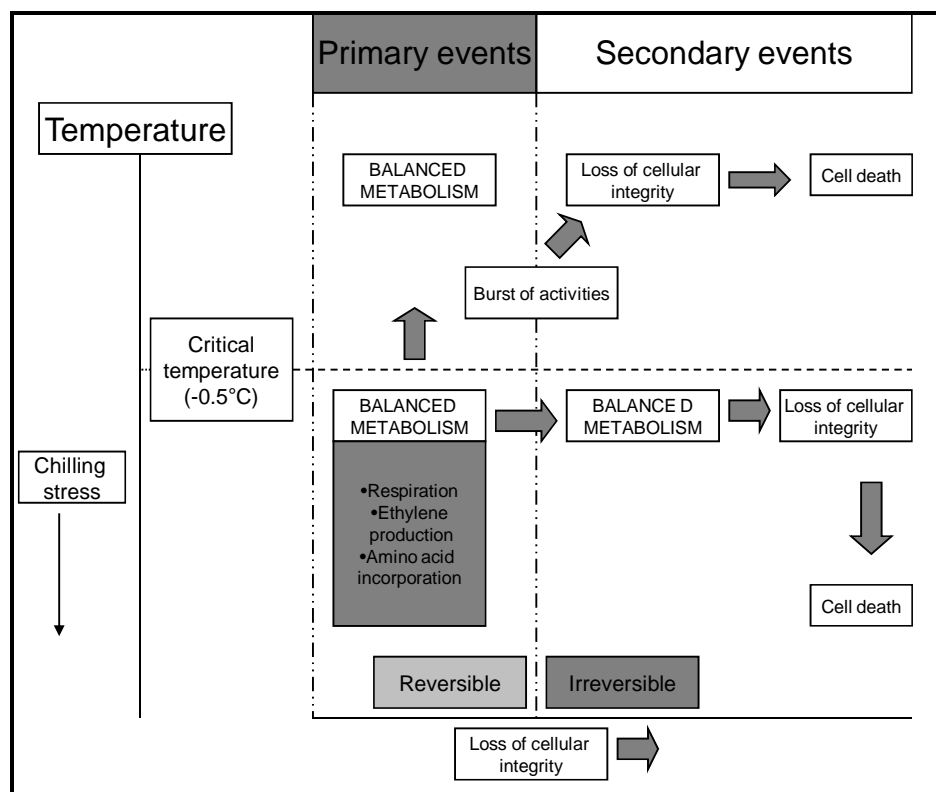 Primary events
Secondary events
Temperature
BALANCED
METABOLISM
Loss of cellular
integrity
Cell death
Burst of activities
Critical
temperature
(-0.5°C)
BALANCED
METABOLISM
BALANCE D
METABOLISM
Loss of cellular
integrity
Chilling
stress
•Respiration
•Ethylene
production
•Amino acid
incorporation
Cell death
Reversible
Irreversible
Loss of cellular
integrity